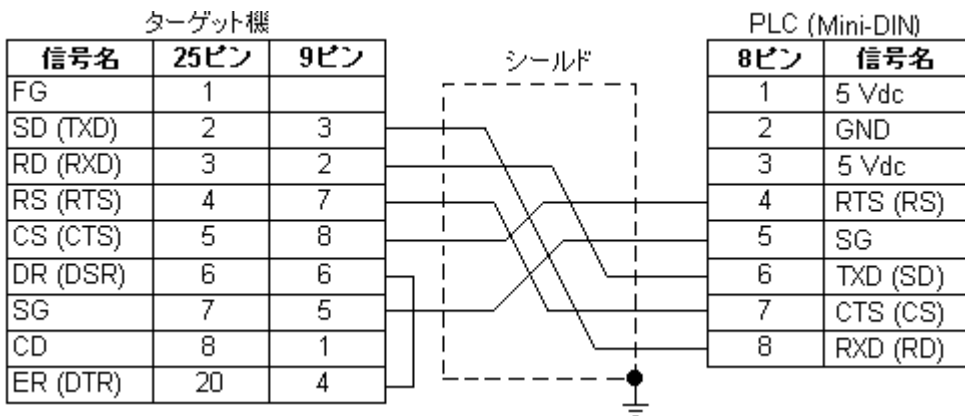 ターゲット機
信号名 25ピン 9ピン
FG 1
SD (TXD) 2 3
RD (RXD) 3 2
RS (RTS) 4 7
CS (CTS) 5 8
DR (DSR) 6 6
SG 7 5
CD 8 1
ER (DTR) 20 4
シールド
PLC (Mini-DIN)
8ピン 信号名
1 5 Vdc
2 GND
3 5 Vdc
4 RTS (RS)
5 SG
6 TXD (SD)
7 CTS (CS)
8 RXD (RD)